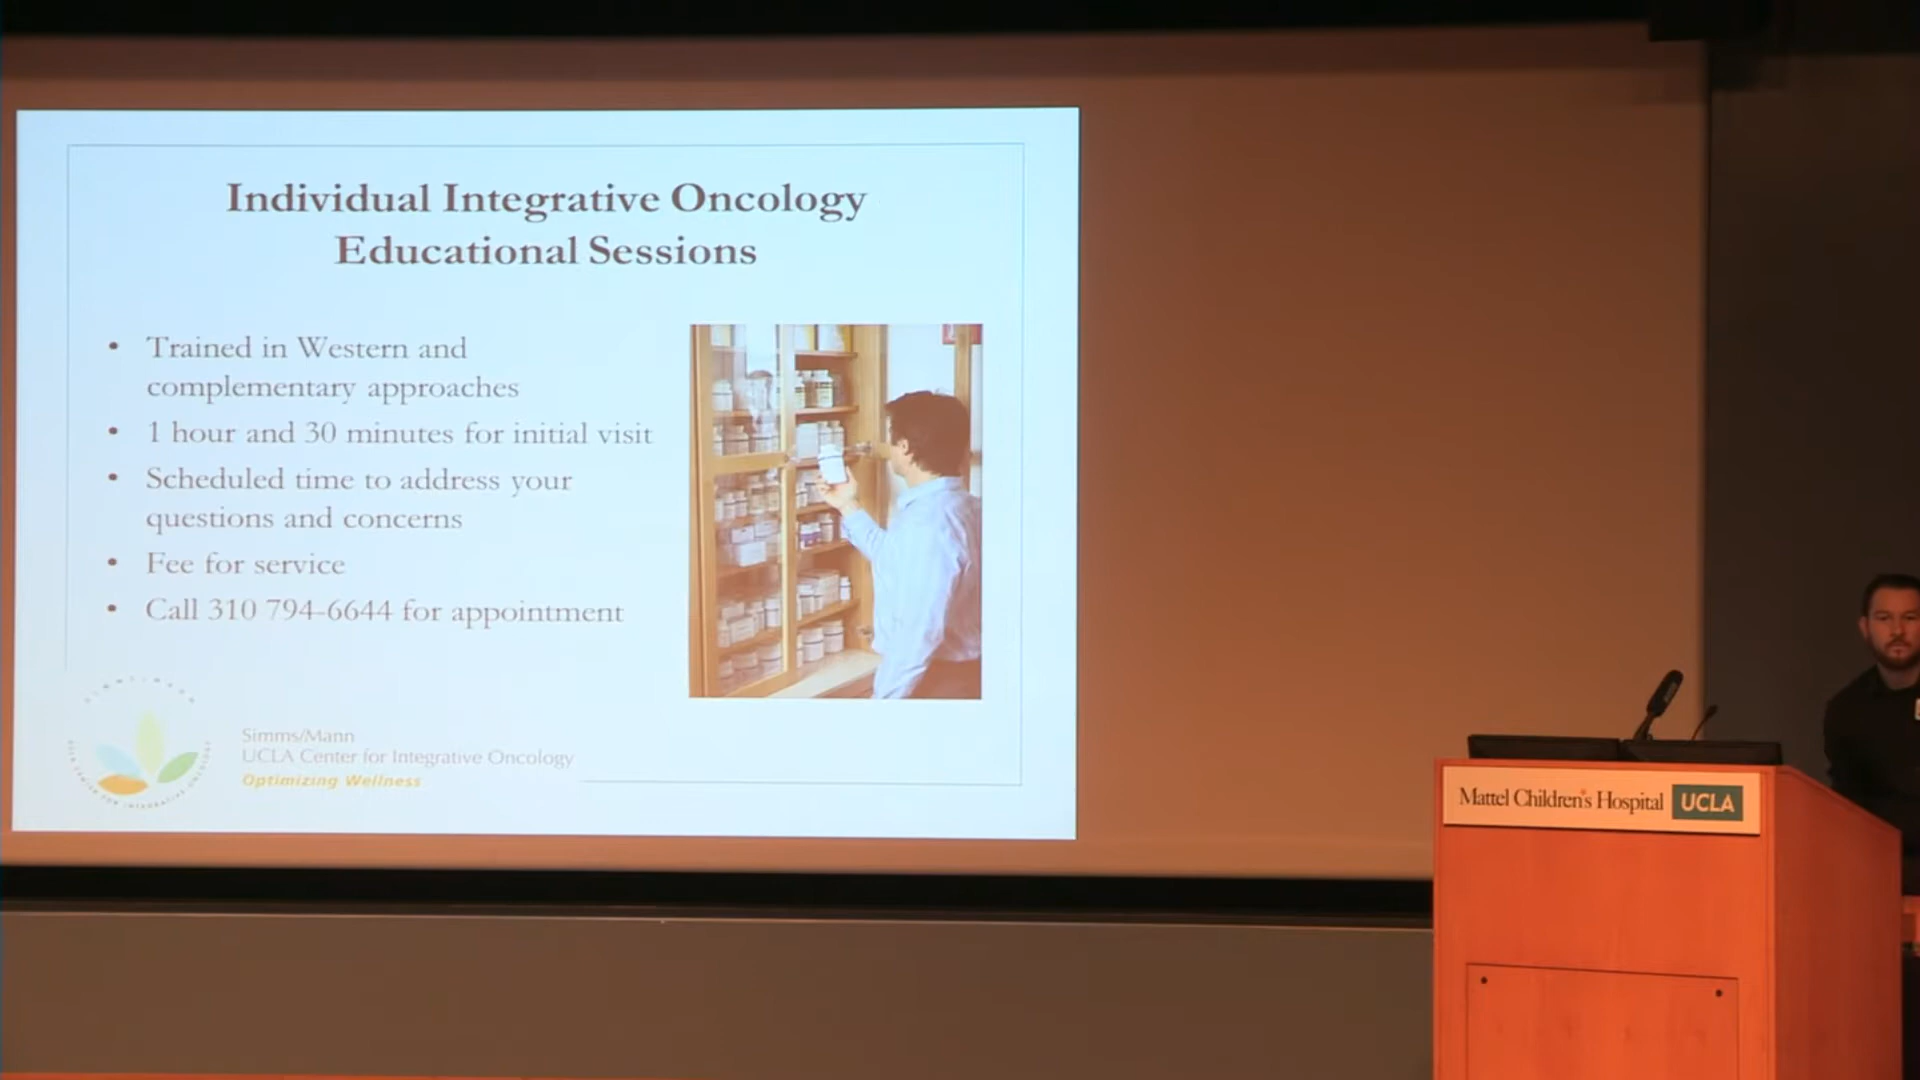 Individual Integrative Oncology
Educational Sessions
• Trained in Western and
complementary approaches
• 1 hour and 30 minutes for initial visit
• Scheduled time to address your
questions and concerns
• Fee for service
• Call 310 794-6644 for appointment
Simms/Mann
UCLA Center for Integrative Oncology
Optimizing Wellness
Mattel Children's Hospital UCLA